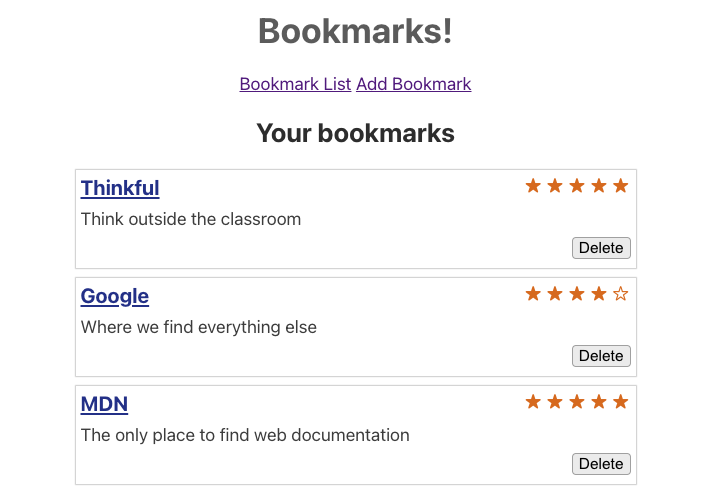 Bookmarks!
Bookmark List Add Bookmark
Your bookmarks
Thinkful ★ ★ ★ ★ ★
Think outside the classroom
Delete
Google ★ ★ ★ ★ ☆
Where we find everything else
Delete
MDN ★ ★ ★ ★ ★
The only place to find web documentation
Delete